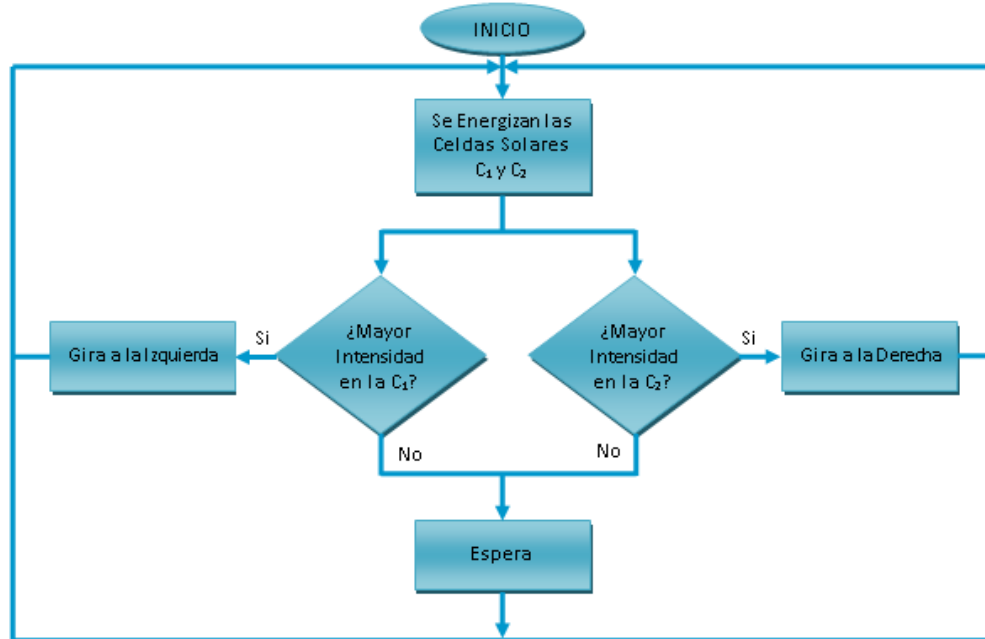 INICIO
Se Energizan las
Celdas Solares
C₁ y C₂
¿Mayor
Intensidad
en la C₁?
¿Mayor
Intensidad
en la C₂?
Si
Si
Gira a la Izquierda
Gira a la Derecha
No
No
Espera